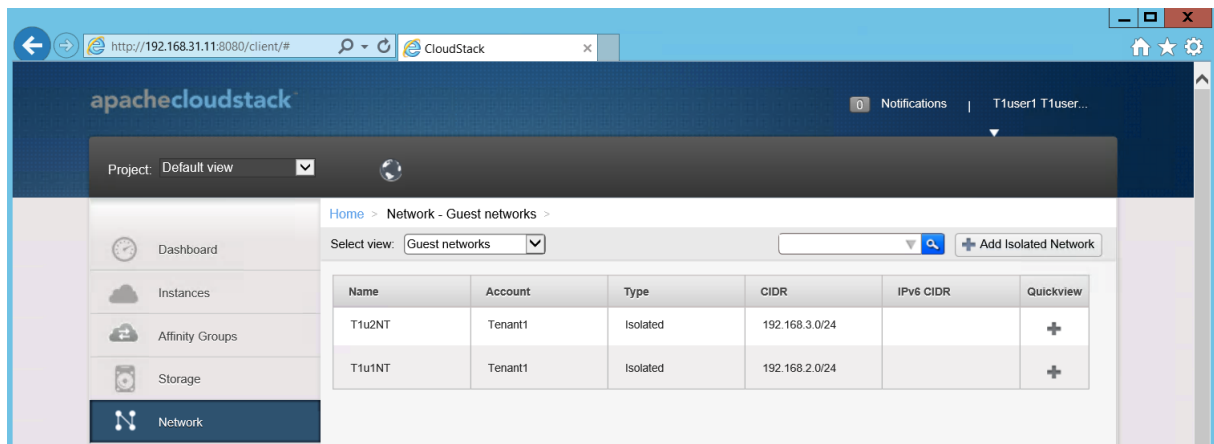 http://192.168.31.11:8080/client/# CloudStack
apachecloudstack
0 Notifications | T1user1 T1user...
Project: Default view
Home > Network - Guest networks >
Select view: Guest networks Add Isolated Network
Dashboard
Instances
Affinity Groups
Storage
Network
Name Account Type CIDR IPv6 CIDR Quickview
T1u2NT Tenant1 Isolated 192.168.3.0/24
T1u1NT Tenant1 Isolated 192.168.2.0/24